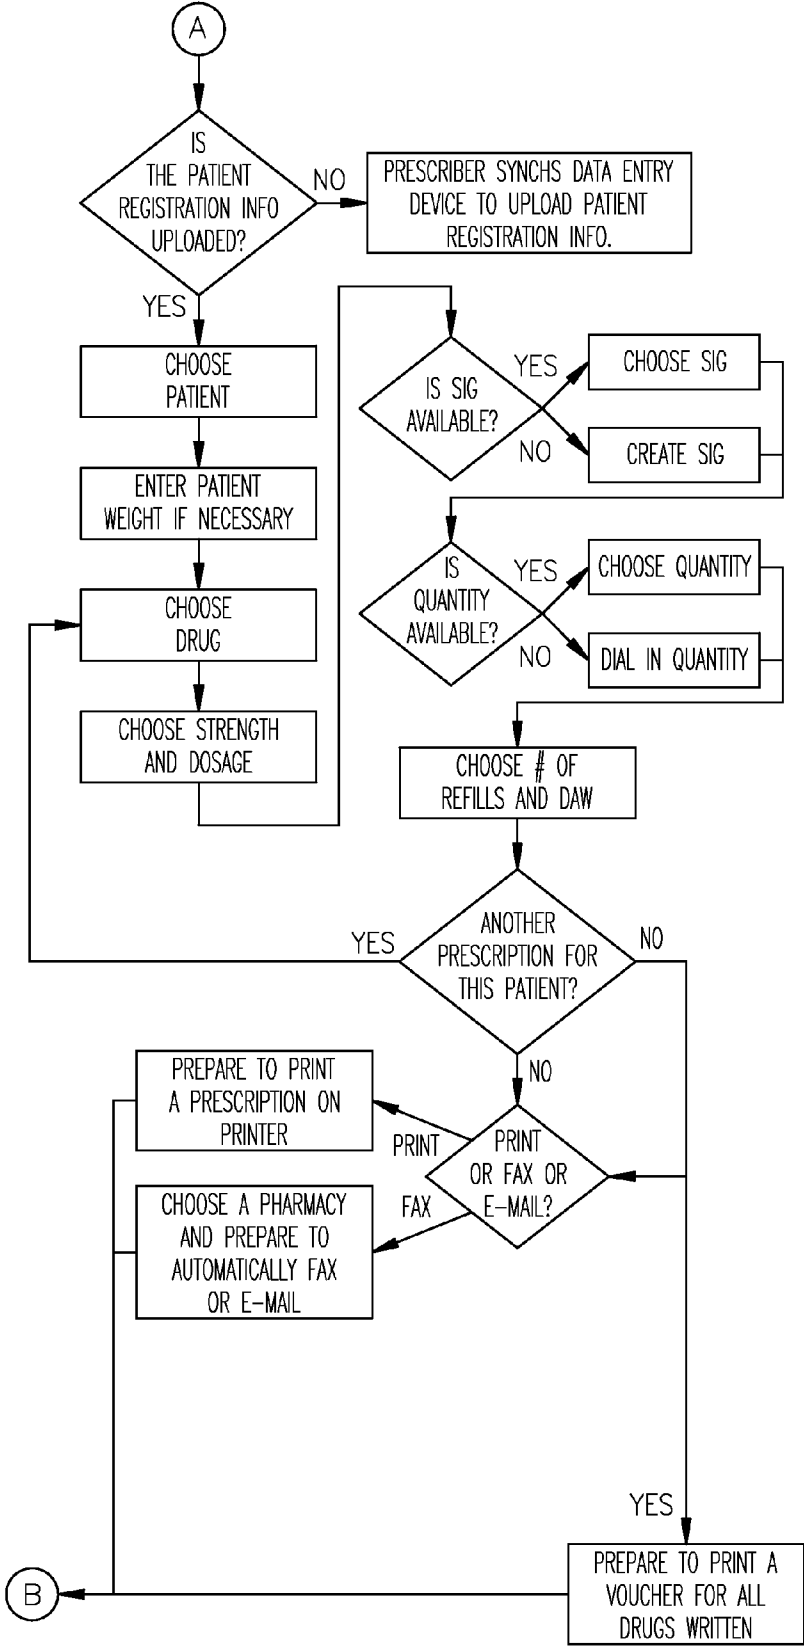 A
IS
THE PATIENT
REGISTRATION INFO
UPLOADED?
NO
PRESCRIBER SYNCHS DATA ENTRY
DEVICE TO UPLOAD PATIENT
REGISTRATION INFO.
YES
CHOOSE
PATIENT
ENTER PATIENT
WEIGHT IF NECESSARY
CHOOSE
DRUG
CHOOSE STRENGTH
AND DOSAGE
IS SIG
AVAILABLE?
YES
CHOOSE SIG
NO
CREATE SIG
IS
QUANTITY
AVAILABLE?
YES
CHOOSE QUANTITY
NO
DIAL IN QUANTITY
CHOOSE # OF
REFILLS AND DAW
ANOTHER
PRESCRIPTION FOR
THIS PATIENT?
YES
NO
NO
PRINT
OR FAX OR
E-MAIL?
PRINT
PREPARE TO PRINT
A PRESCRIPTION ON
PRINTER
FAX
CHOOSE A PHARMACY
AND PREPARE TO
AUTOMATICALLY FAX
OR E-MAIL
YES
PREPARE TO PRINT A
VOUCHER FOR ALL
DRUGS WRITTEN
B